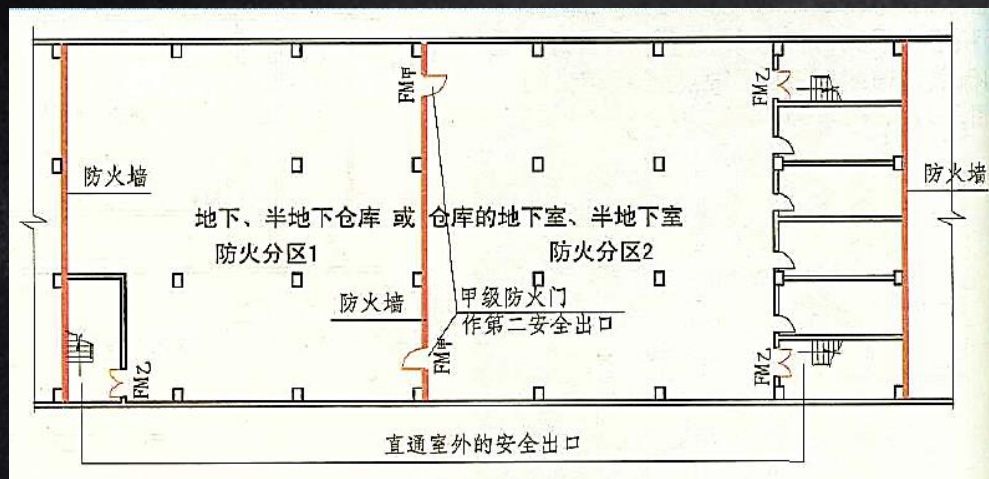 FM甲
FM乙
防火墙
防火墙
地下、半地下仓库 或 仓库的地下室、半地下室
防火分区1
防火分区2
防火墙
甲级防火门
作第二安全出口
FM乙
FM甲
FM乙
直通室外的安全出口